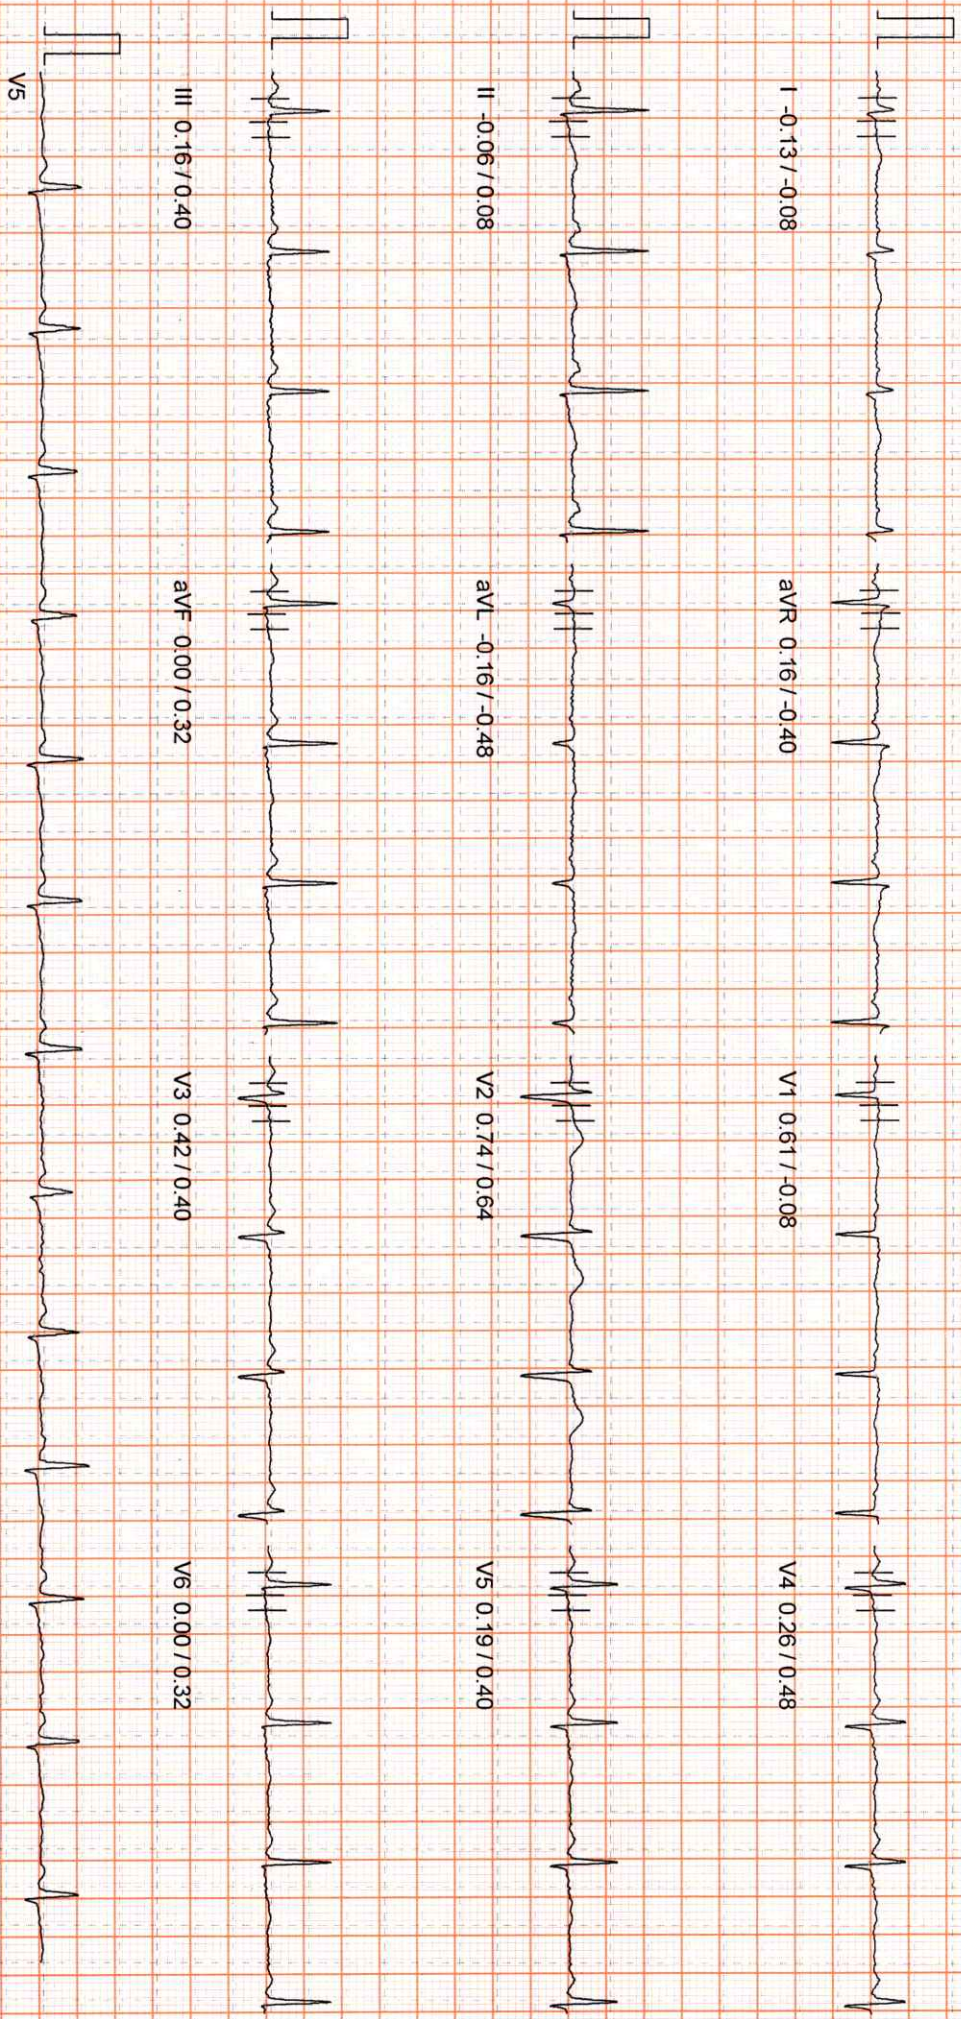 I -0.13 / -0.08
aVR 0.16 / -0.40
V1 0.61 / -0.08
V4 0.26 / 0.48
II -0.06 / 0.08
aVL -0.16 / -0.48
V2 0.74 / 0.64
V5 0.19 / 0.40
III 0.16 / 0.40
aVF 0.00 / 0.32
V3 0.42 / 0.40
V6 0.00 / 0.32
V5